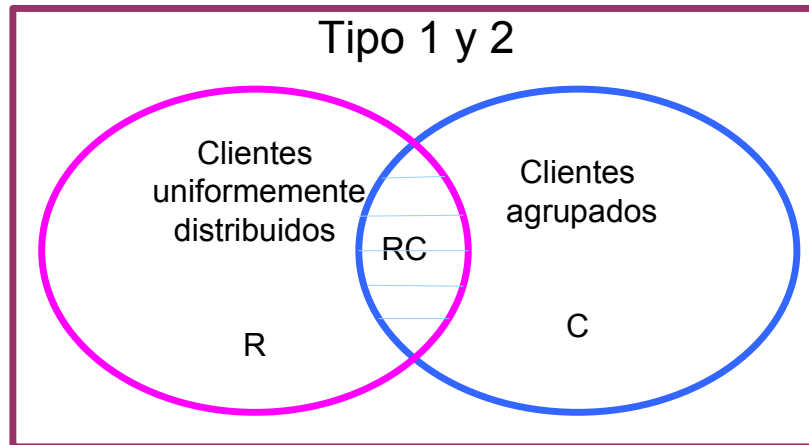 Tipo 1 y 2
Clientes
uniformemente
distribuidos
Clientes
agrupados
RC
R
C